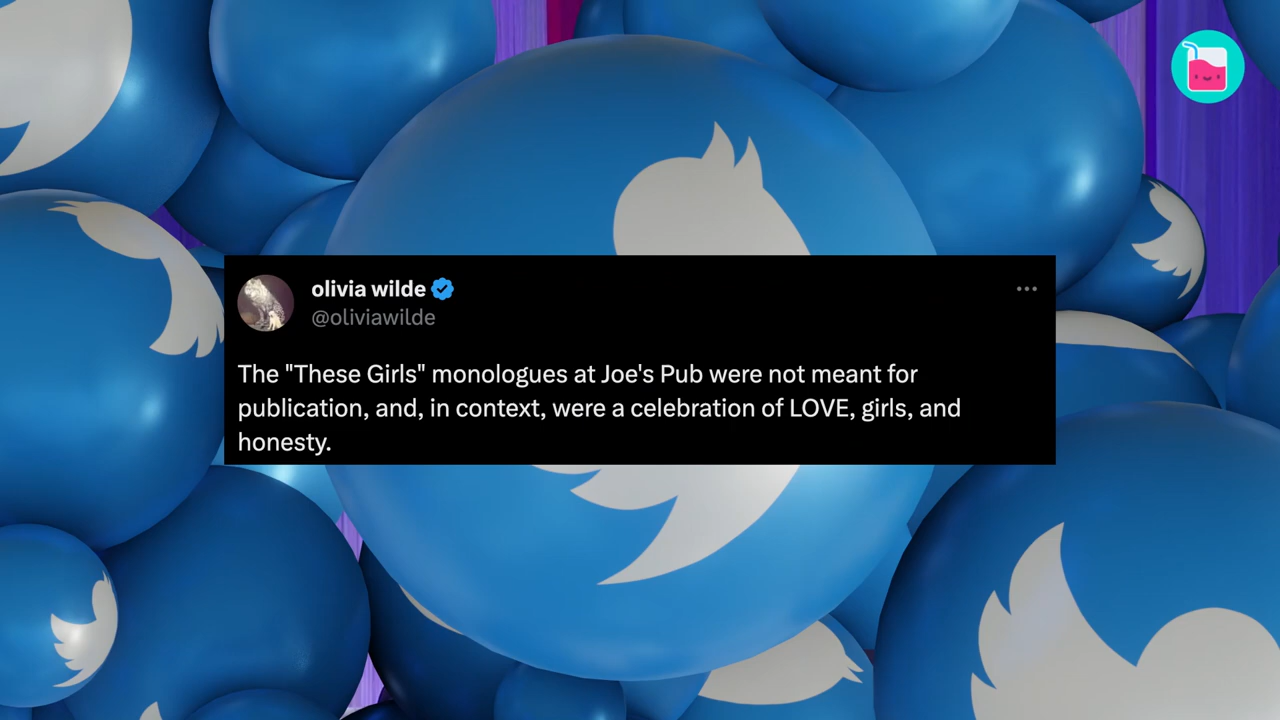 olivia wilde
@oliviawilde
The "These Girls" monologues at Joe's Pub were not meant for
publication, and, in context, were a celebration of LOVE, girls, and
honesty.